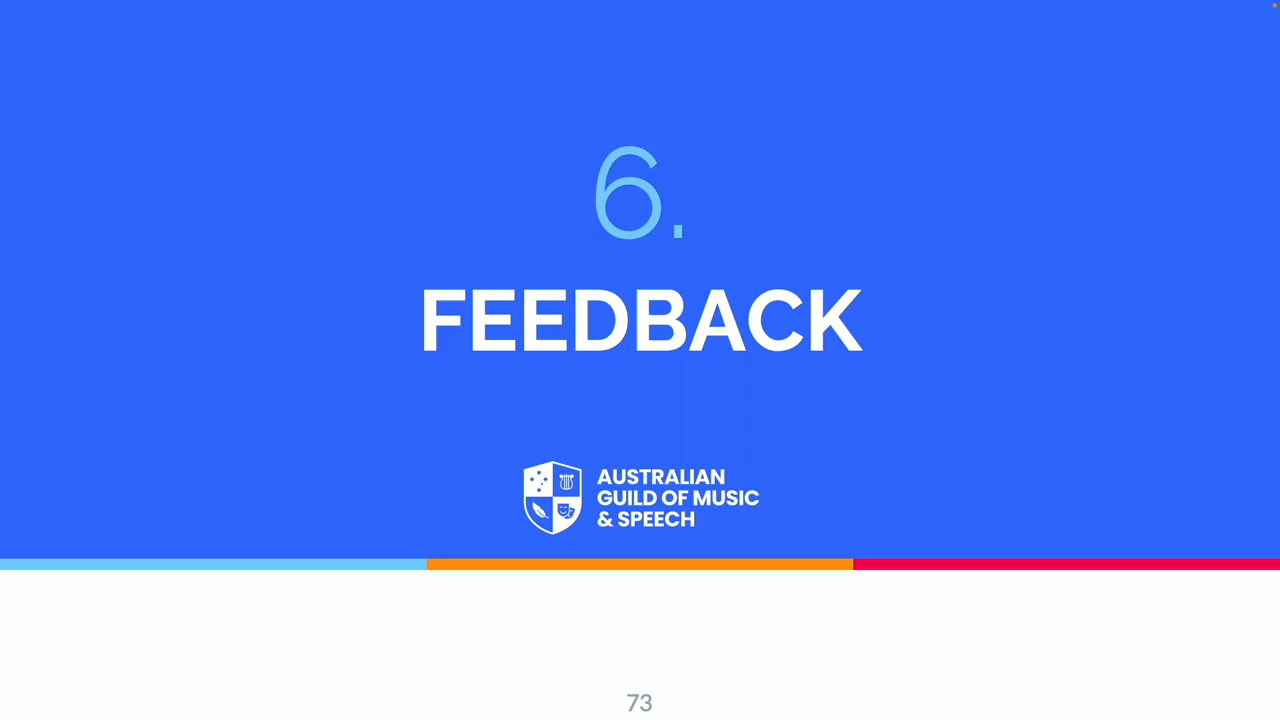 6.
FEEDBACK
AUSTRALIAN
GUILD OF MUSIC
& SPEECH
73